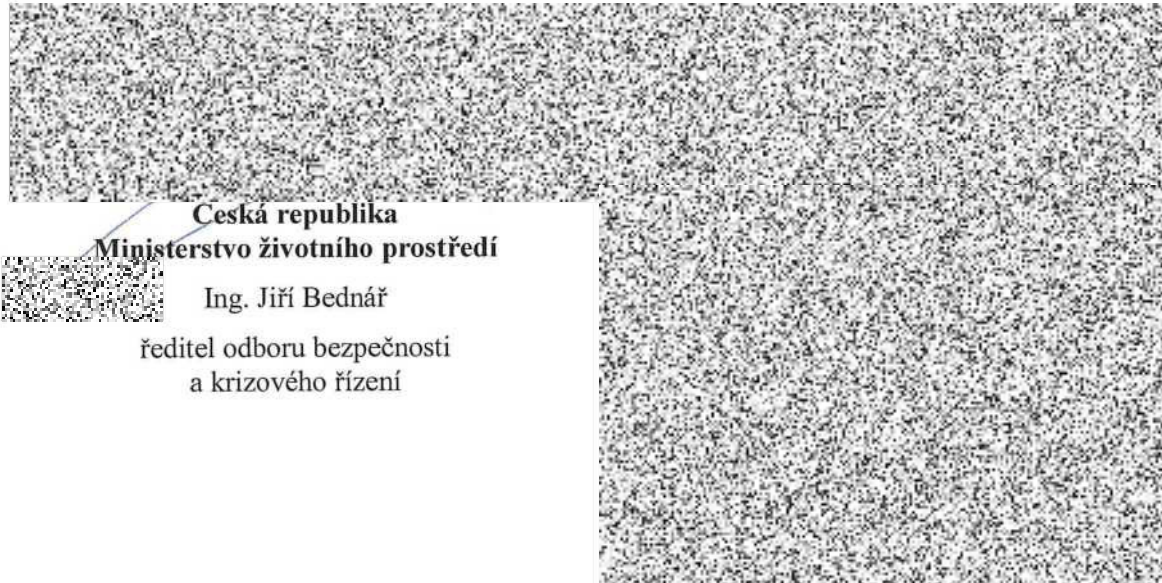 Česká republika
Ministerstvo životního prostředí
Ing. Jiří Bednář
ředitel odboru bezpečnosti
a krizového řízení